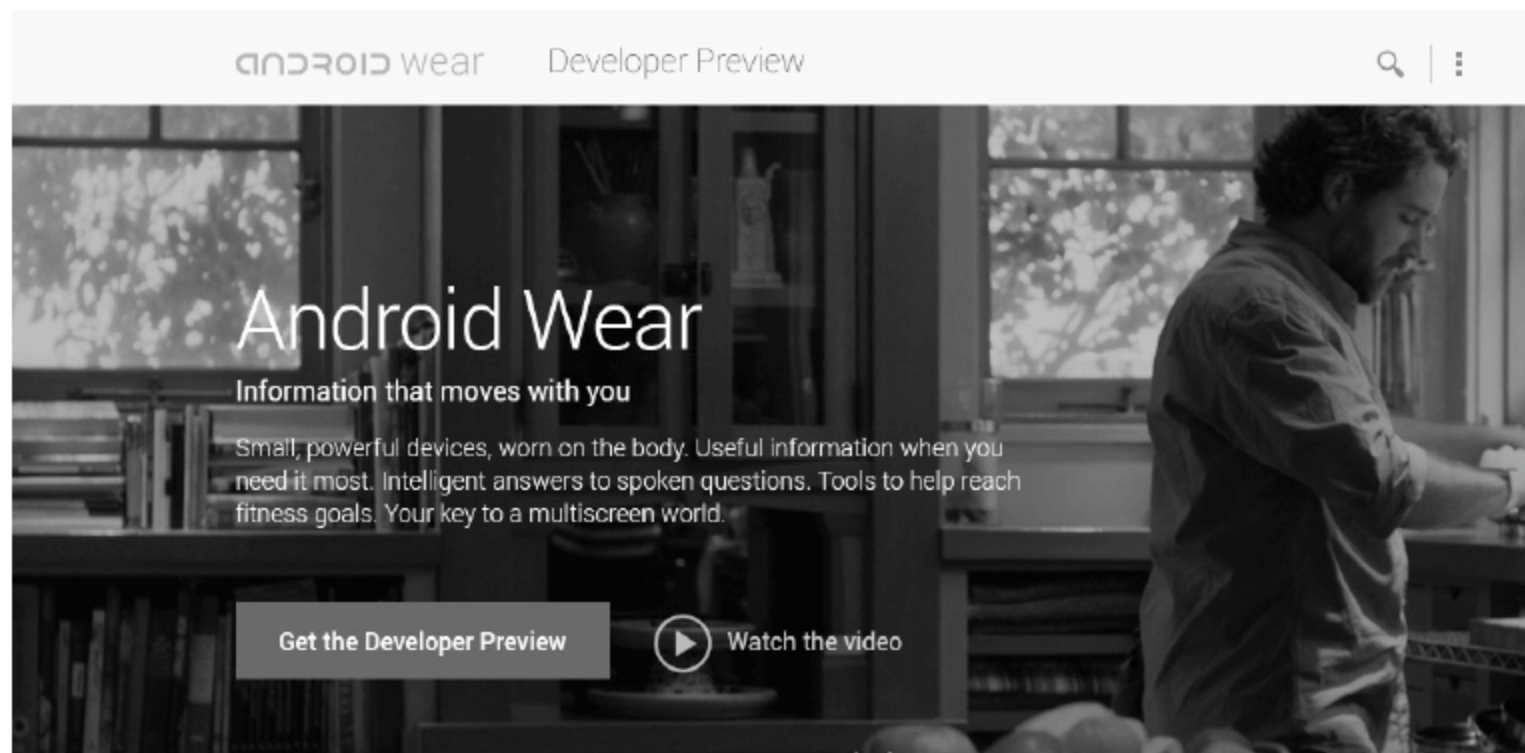 android wear Developer Preview
Android Wear
Information that moves with you
Small, powerful devices, worn on the body. Useful information when you
need it most. Intelligent answers to spoken questions. Tools to help reach
fitness goals. Your key to a multiscreen world.
Get the Developer Preview Watch the video